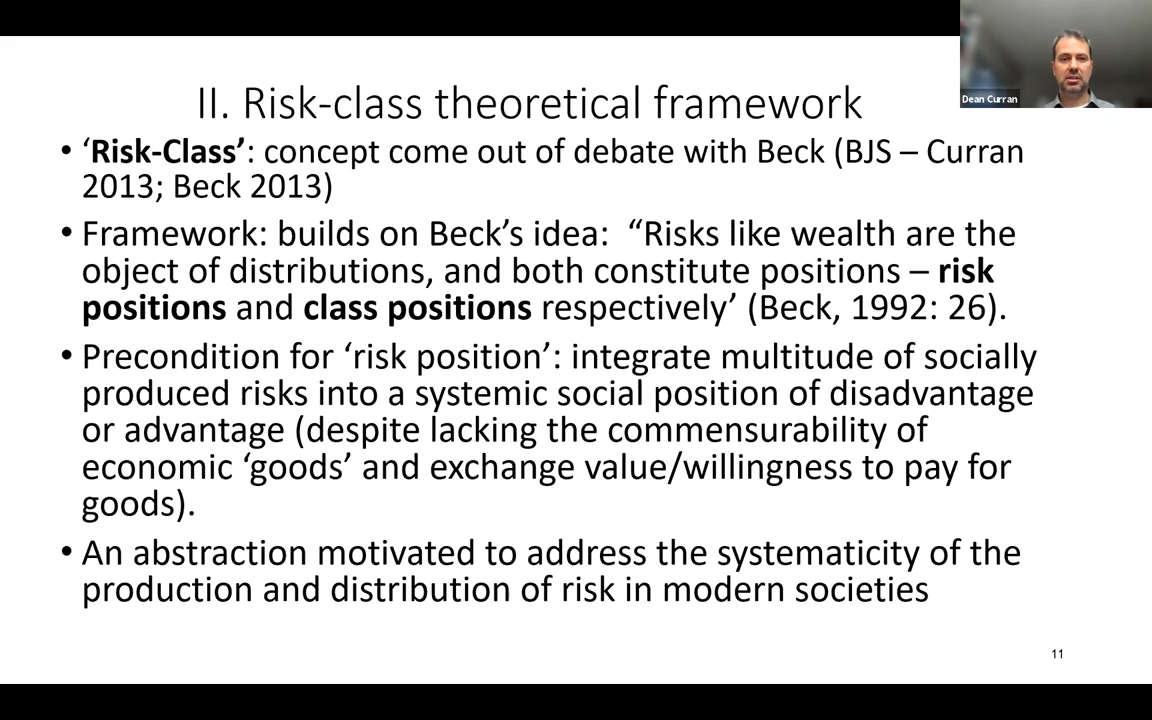 II. Risk-class theoretical framework
Dean Curran
• ‘Risk-Class’: concept come out of debate with Beck (BJS – Curran
2013; Beck 2013)
• Framework: builds on Beck’s idea: “Risks like wealth are the
object of distributions, and both constitute positions – risk
positions and class positions respectively’ (Beck, 1992: 26).
• Precondition for ‘risk position’: integrate multitude of socially
produced risks into a systemic social position of disadvantage
or advantage (despite lacking the commensurability of
economic ‘goods’ and exchange value/willingness to pay for
goods).
• An abstraction motivated to address the systematicity of the
production and distribution of risk in modern societies
11